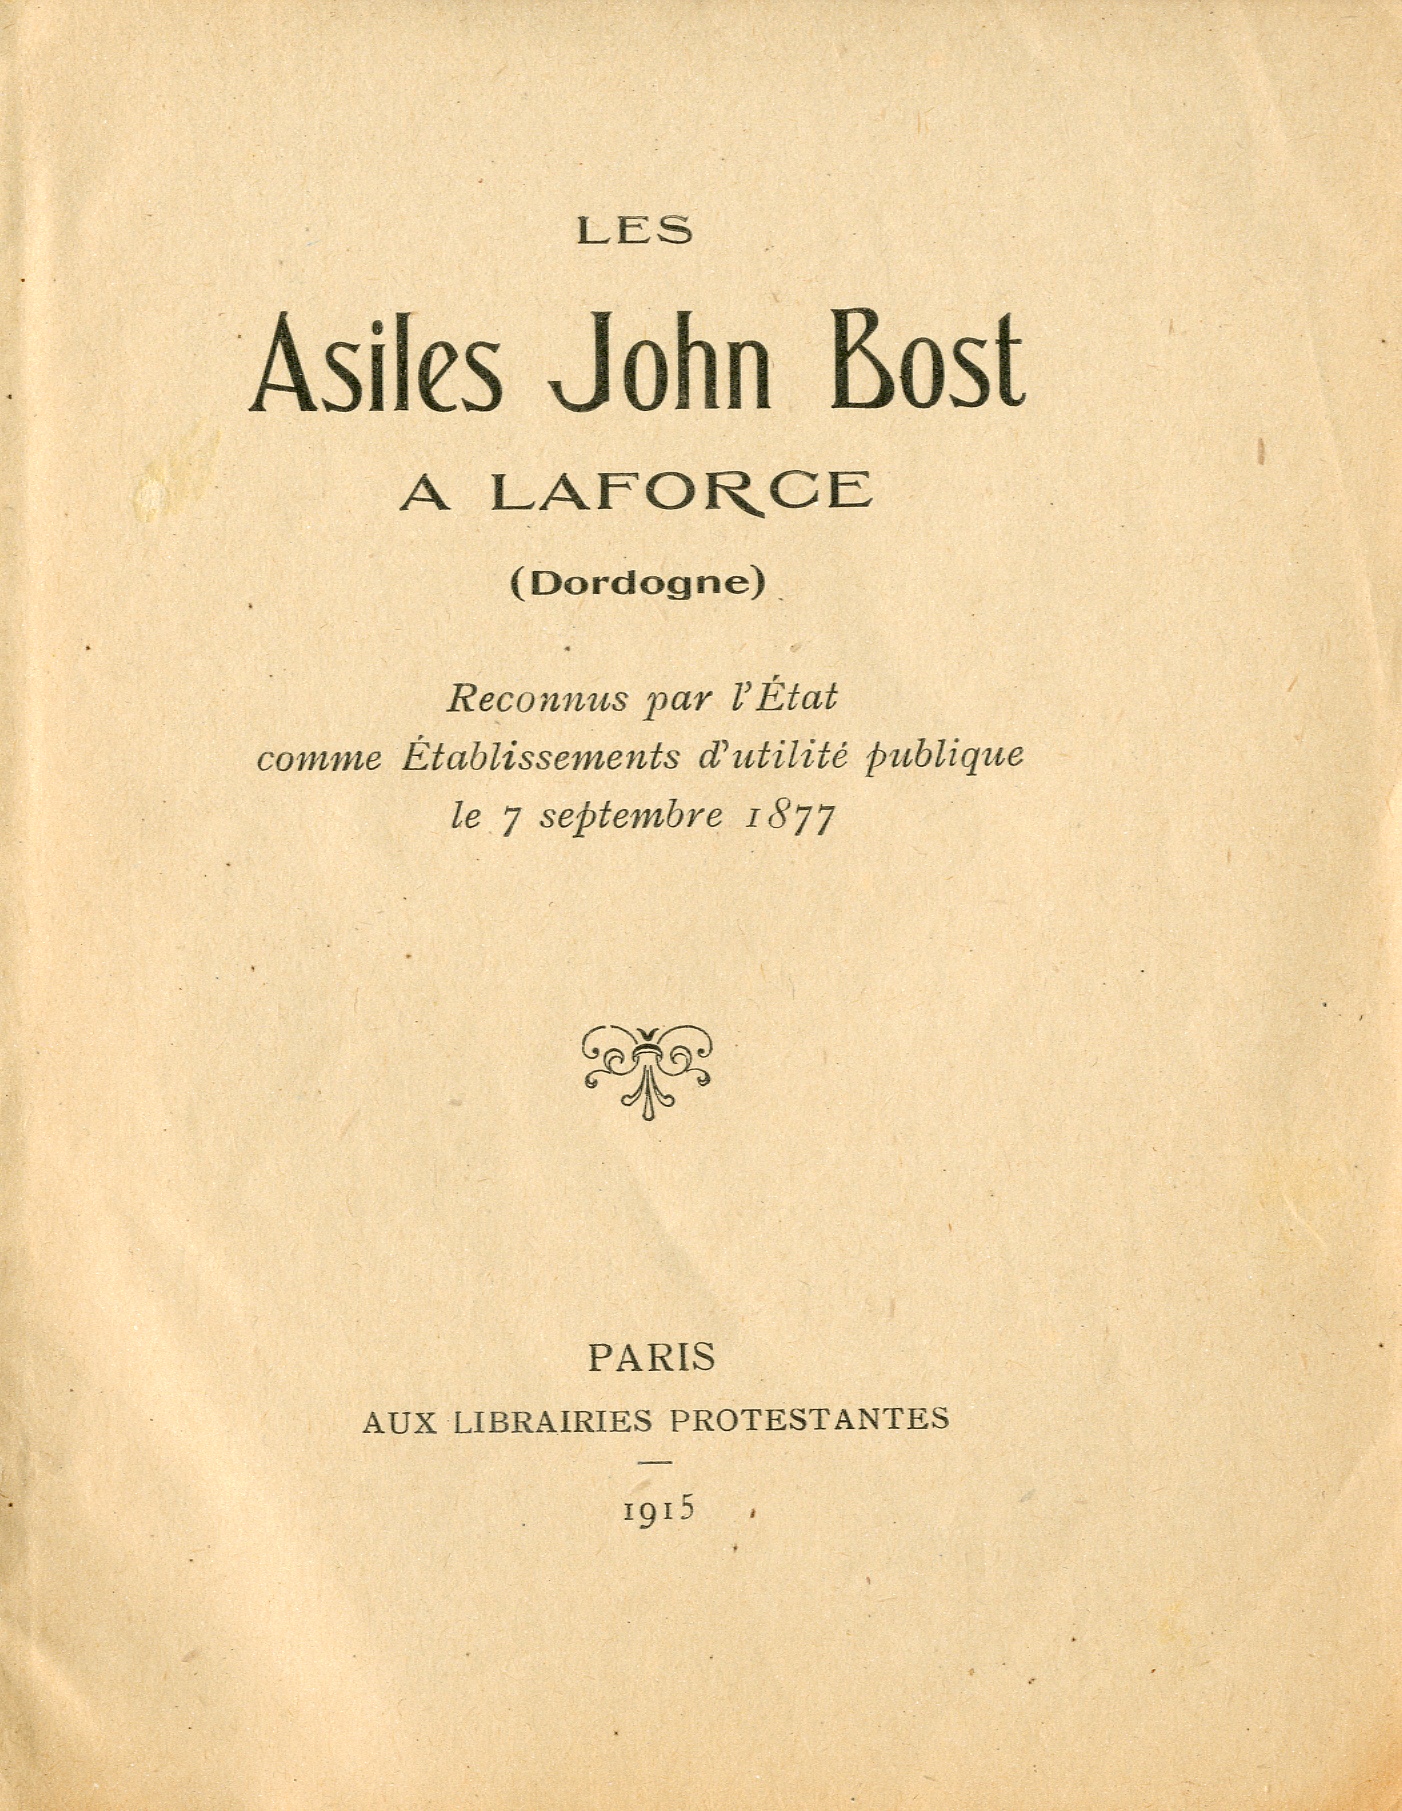 LES
Asiles John Bost
A LAFORCE
(Dordogne)
Reconnus par l'État
comme Établissements d'utilité publique
le 7 septembre 1877
PARIS
AUX LIBRAIRIES PROTESTANTES
1915